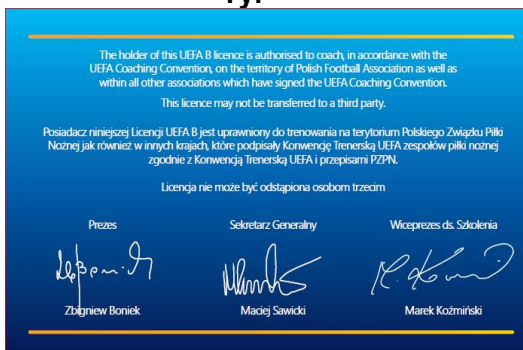 The holder of this UEFA B licence is authorised to coach, in accordance with the
UEFA Coaching Convention, on the territory of Polish Football Association as well as
within all other associations which have signed the UEFA Coaching Convention.
This licence may not be transferred to a third party.
Posiadacz niniejszej Licencji UEFA B jest uprawniony do trenowania na terytorium Polskiego Związku Piłki
Nożnej jak również w innych krajach, które podpisały Konwencję Trenerską UEFA zespołów piłki nożnej
zgodnie z Konwencją Trenerską UEFA i przepisami PZPN.
Licencja nie może być odstąpiona osobom trzecim
Prezes Sekretarz Generalny Wiceprezes ds. Szkolenia
Zbigniew Boniek Maciej Sawicki Marek Koźmiński